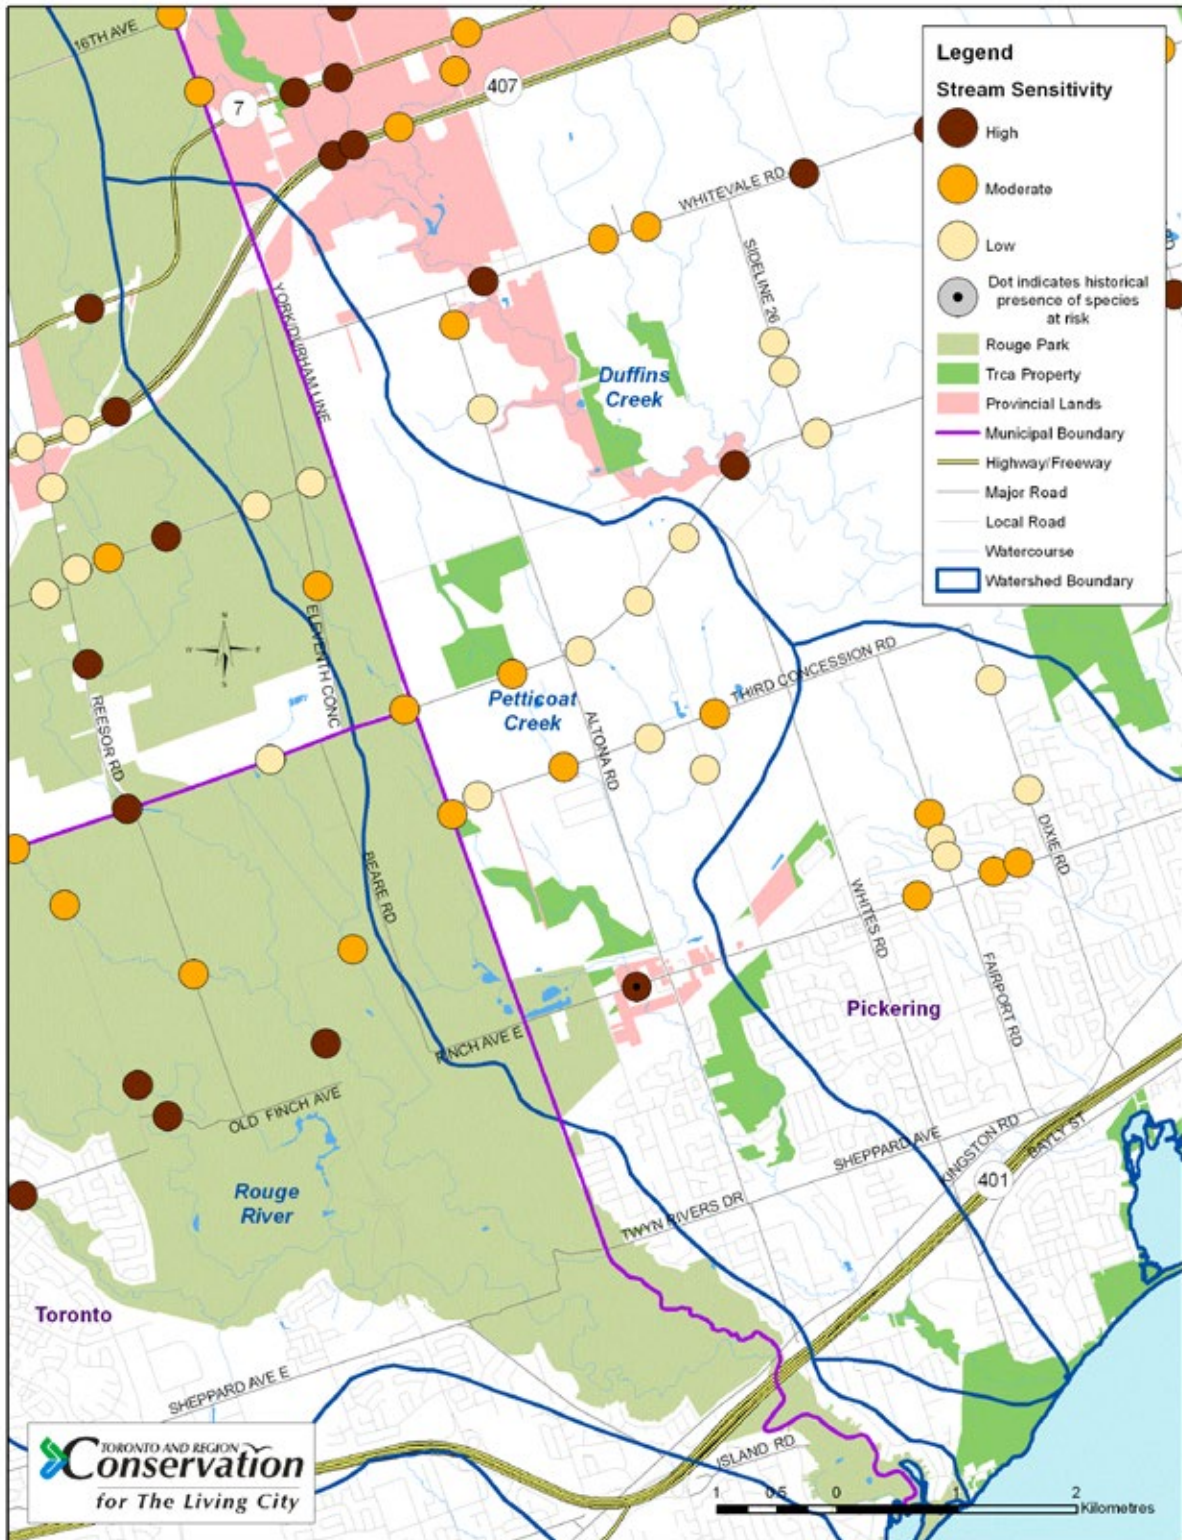 16TH AVE
7
407
WHITEVALE RD
SIDELINE 26
YORK/DURHAM LINE
Duffins
Creek
ELEVENTH CONC
REESOR RD
Petticoat
Creek
ALTONA RD
THIRD CONCESSION RD
BEARE RD
WHITES RD
DIXIE RD
FAIRPORT RD
Pickering
FINCH AVE E
OLD FINCH AVE
Rouge
River
SHEPPARD AVE
KINGSTON RD
BAYLY ST
401
TWYN RIVERS DR
Toronto
SHEPPARD AVE E
ISLAND RD
N
W
E
S
Legend
Stream Sensitivity
High
Moderate
Low
Dot indicates historical
presence of species
at risk
Rouge Park
Trca Property
Provincial Lands
Municipal Boundary
Highway/Freeway
Major Road
Local Road
Watercourse
Watershed Boundary
TORONTO AND REGION
Conservation
for The Living City
1 0.5 0 1 2
Kilometres